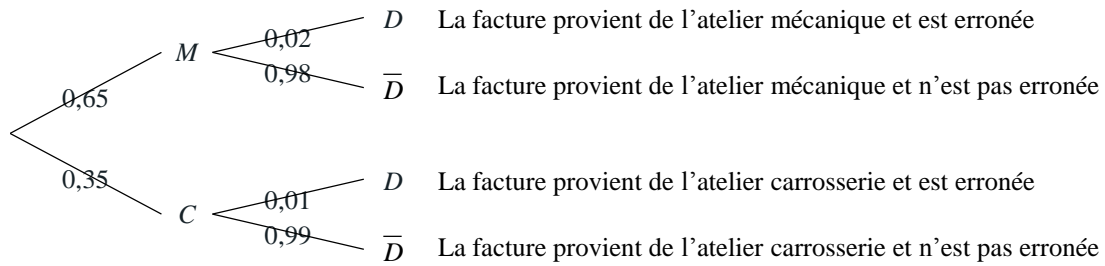 D La facture provient de l’atelier mécanique et est erronée
0,02
M
0,98
D̅ La facture provient de l’atelier mécanique et n’est pas erronée
0,65
0,35
D La facture provient de l’atelier carrosserie et est erronée
0,01
C
0,99
D̅ La facture provient de l’atelier carrosserie et n’est pas erronée